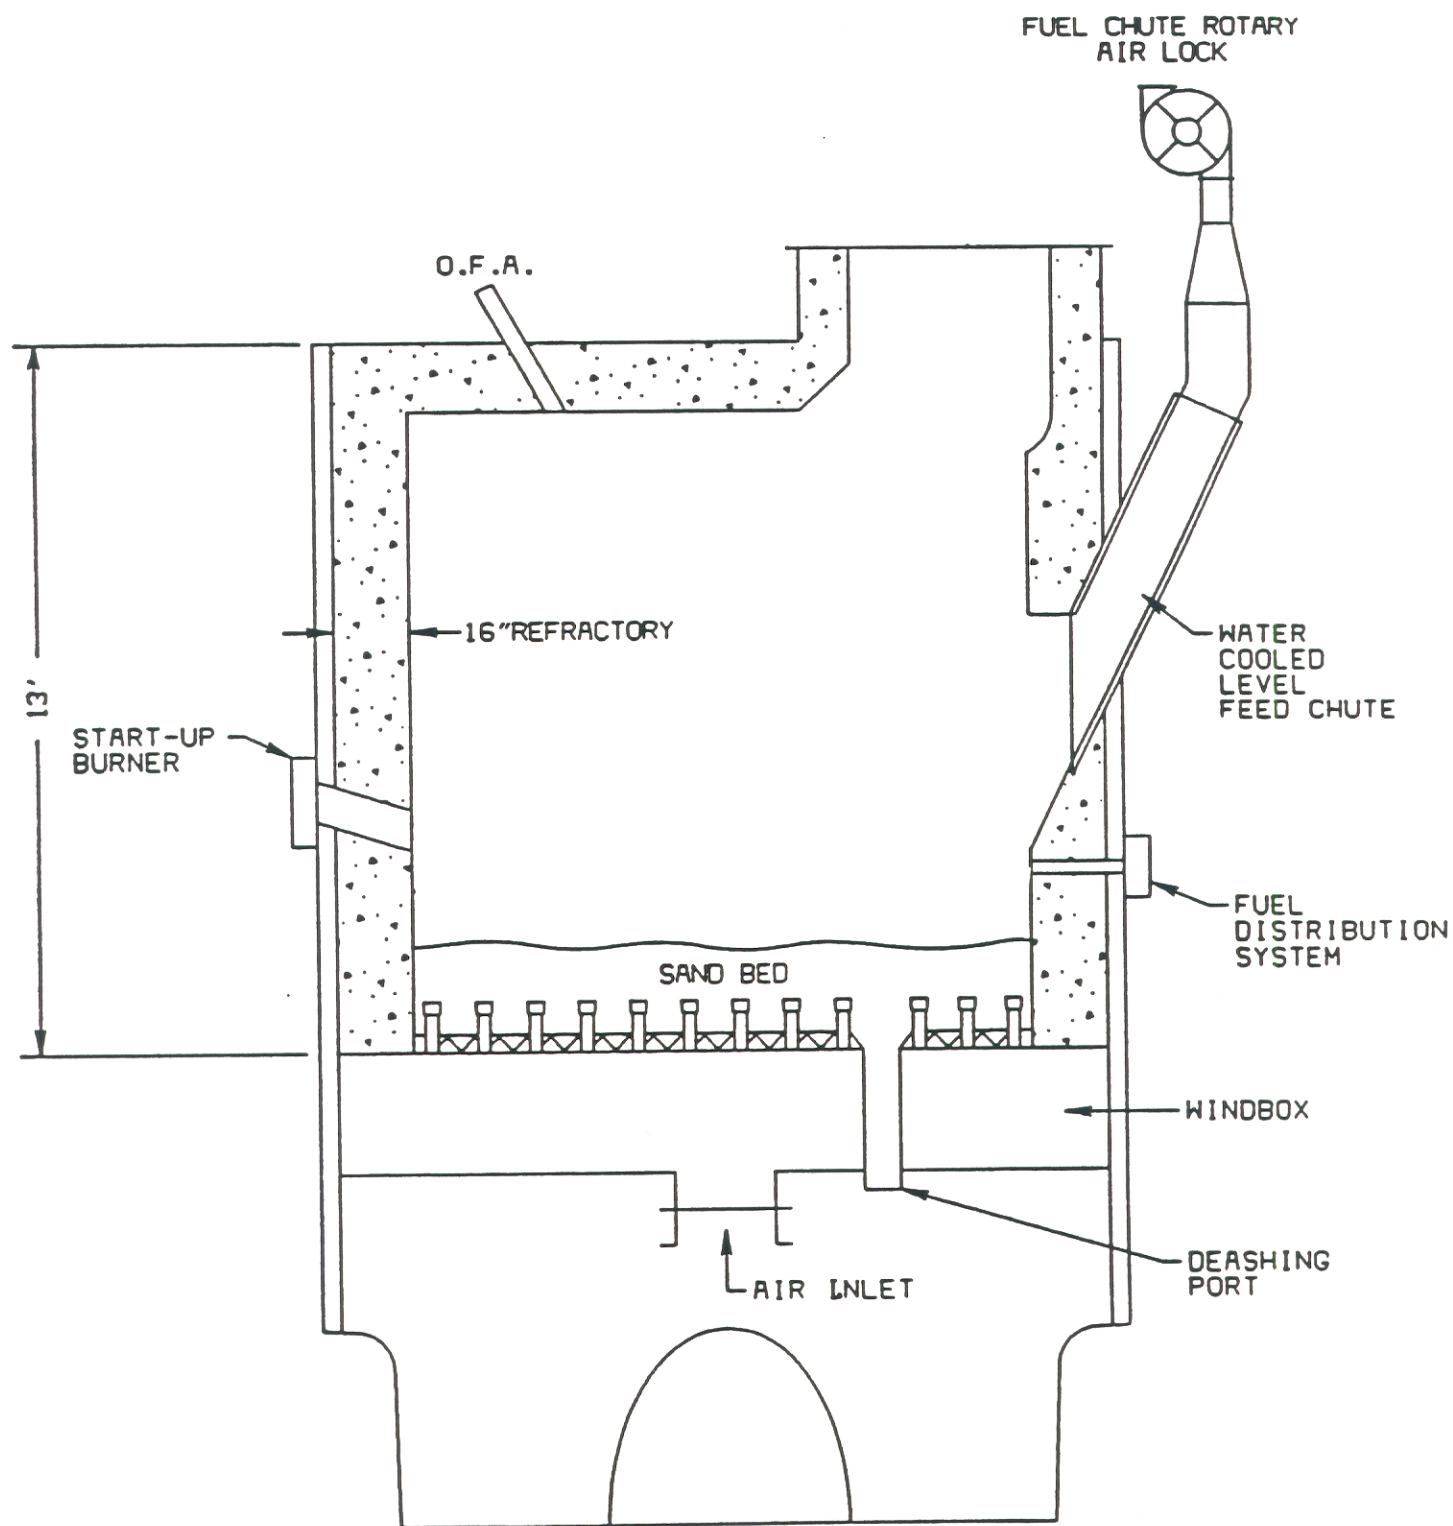 FUEL CHUTE ROTARY
AIR LOCK
O.F.A.
16"REFRACTORY
13'
WATER
COOLED
LEVEL
FEED CHUTE
START-UP
BURNER
FUEL
DISTRIBUTION
SYSTEM
SAND BED
WINDBOX
DEASHING
PORT
AIR INLET